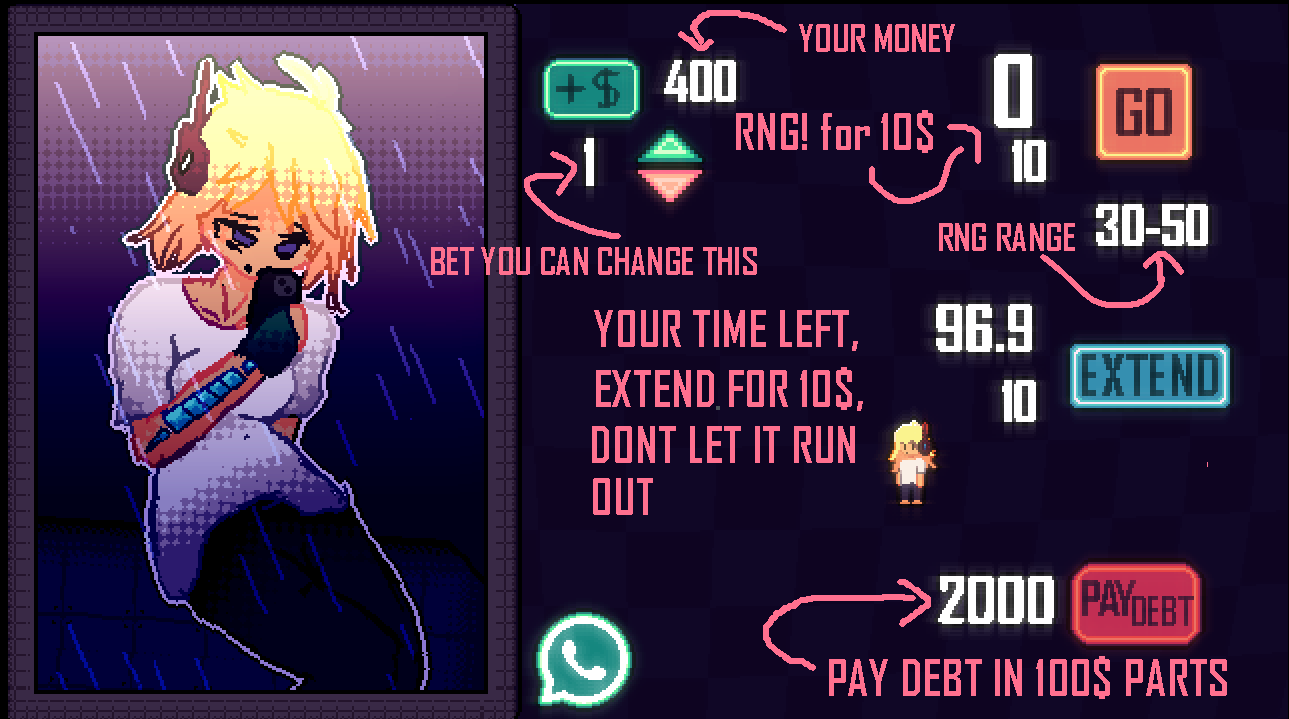 YOUR MONEY
+$
400
0
GO
RNG! for 10$
10
1
30-50
RNG RANGE
BET YOU CAN CHANGE THIS
YOUR TIME LEFT,
EXTEND FOR 10$,
DONT LET IT RUN
OUT
96.9
EXTEND
10
2000
PAY DEBT
PAY DEBT IN 100$ PARTS